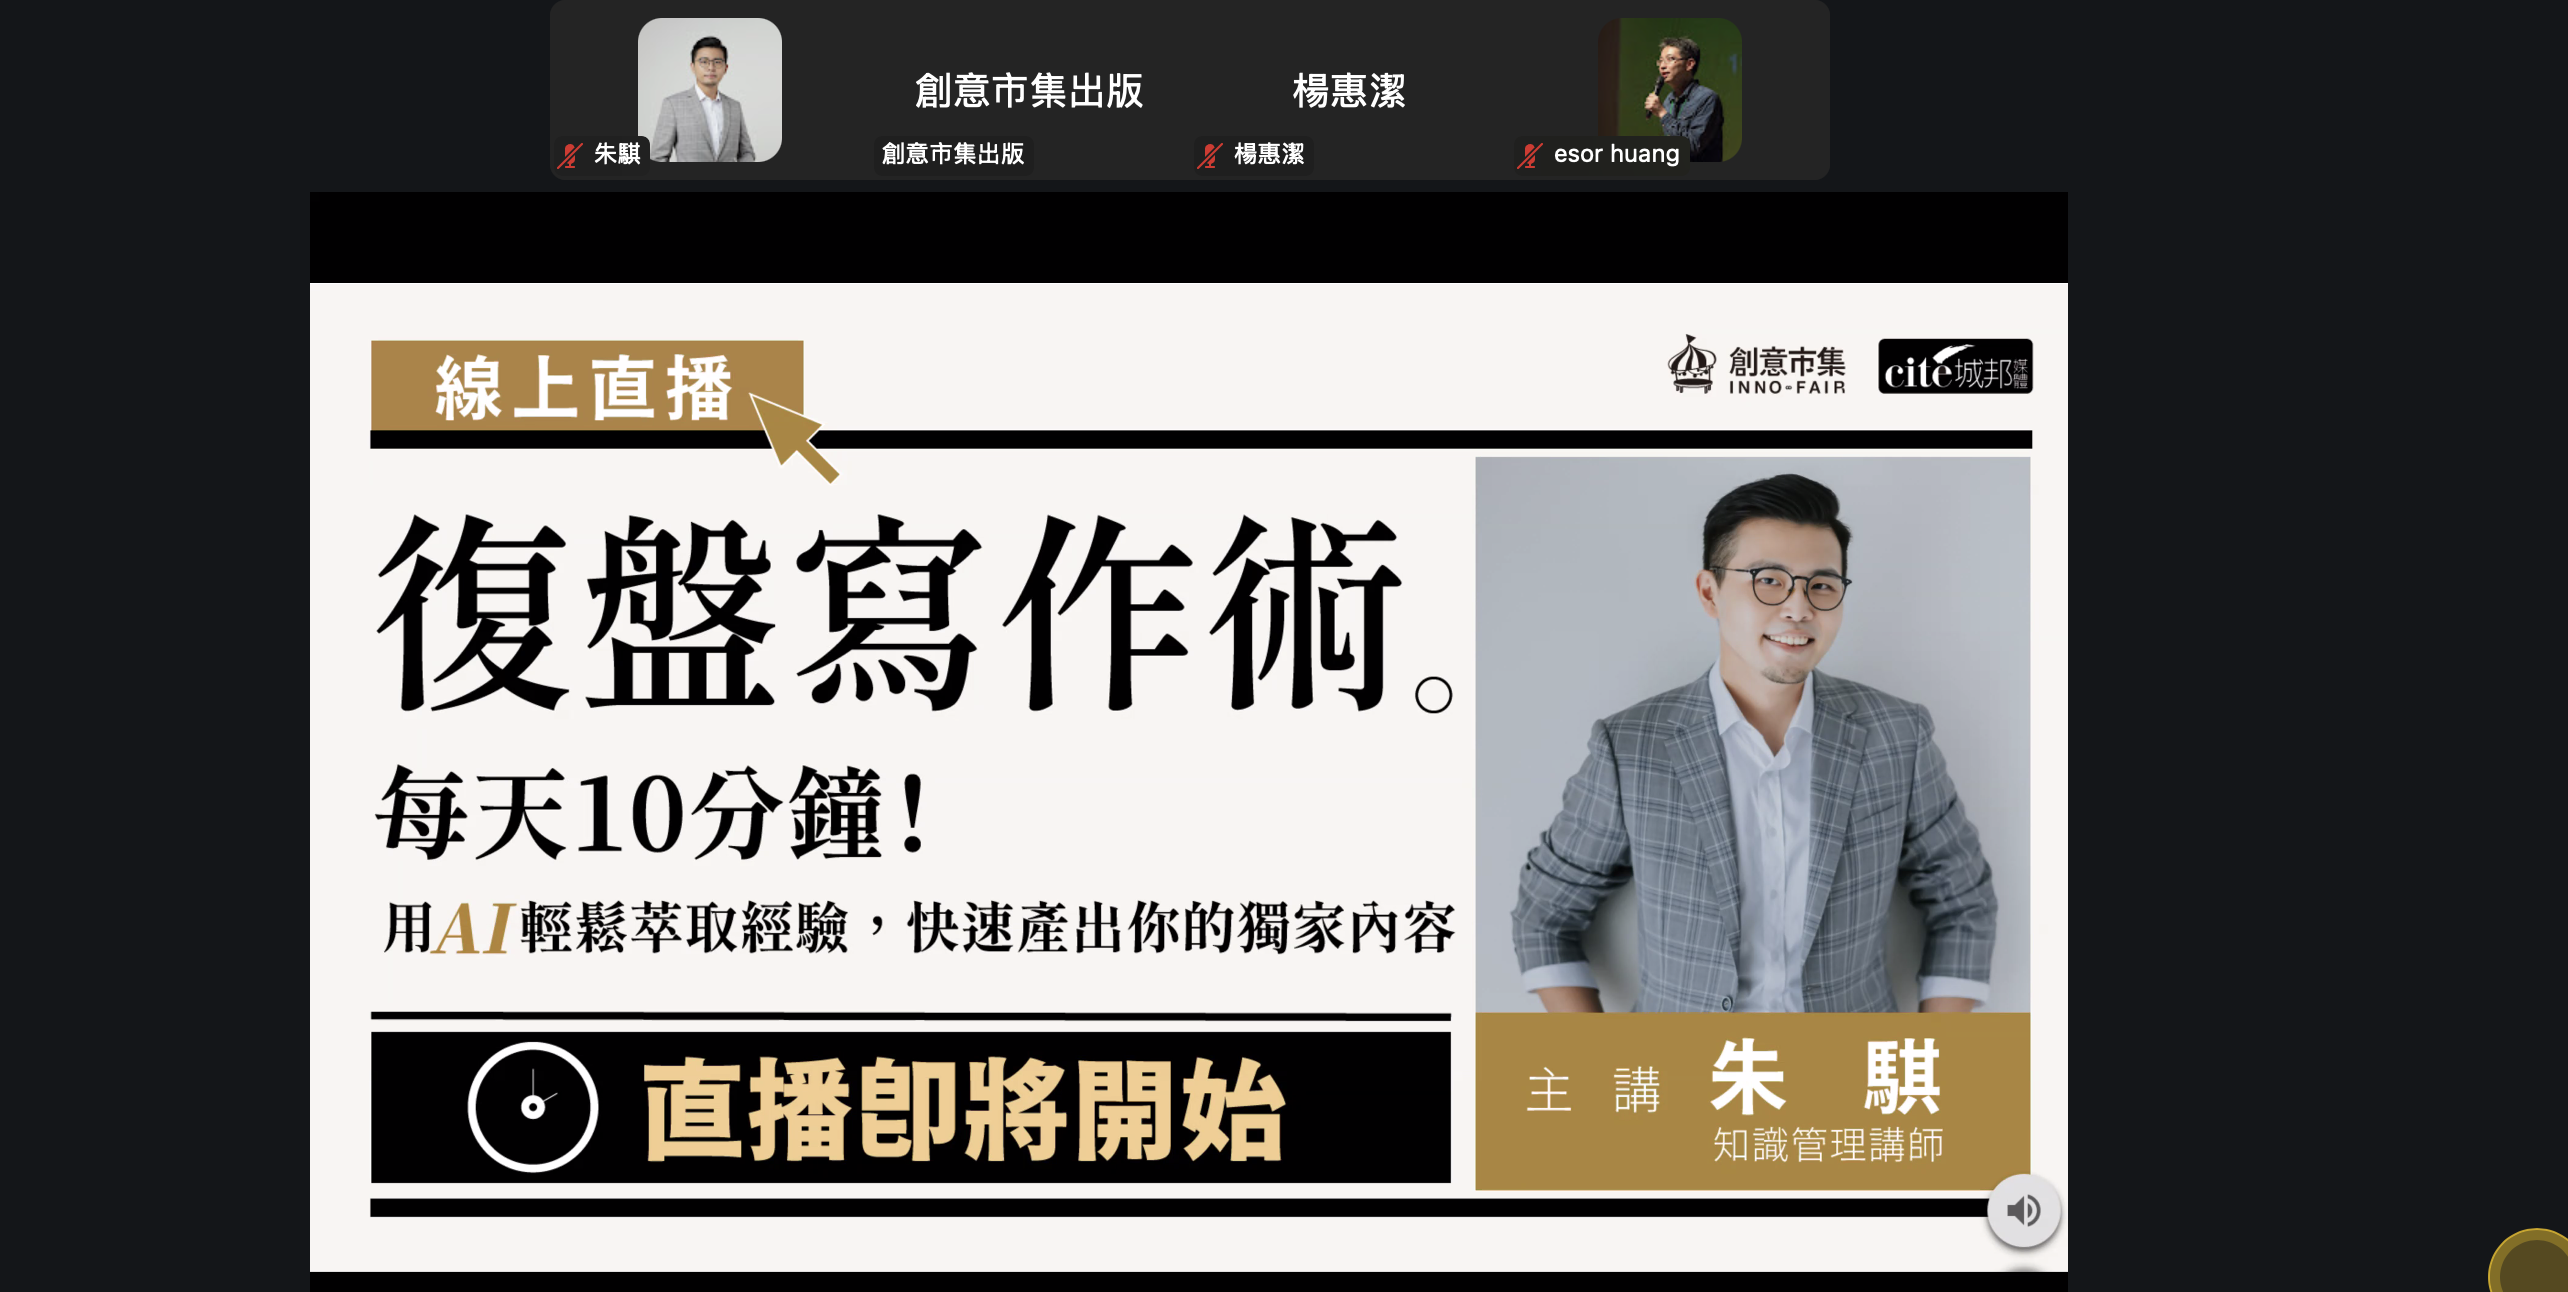 創意市集出版
楊惠潔
朱騏
創意市集出版
楊惠潔
esor huang
線上直播
創意市集
INNO-FAIR
cité城邦媒體
復盤寫作術。
每天10分鐘！
用AI輕鬆萃取經驗，快速產出你的獨家內容
直播即將開始
主講 朱騏
知識管理講師